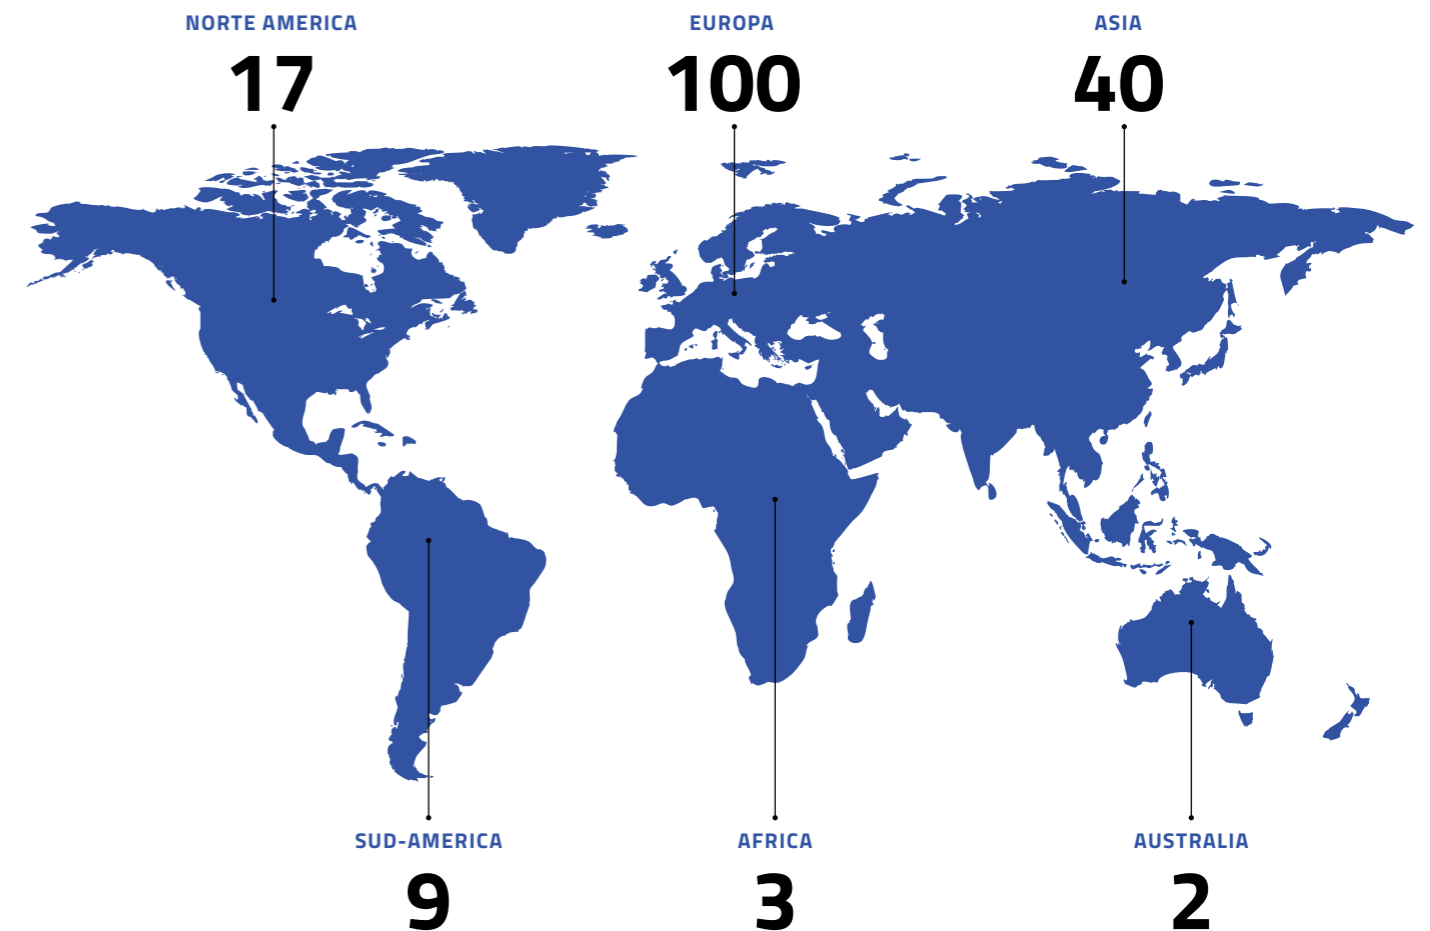 NORTE AMERICA
17
EUROPA
100
ASIA
40
SUD-AMERICA
9
AFRICA
3
AUSTRALIA
2